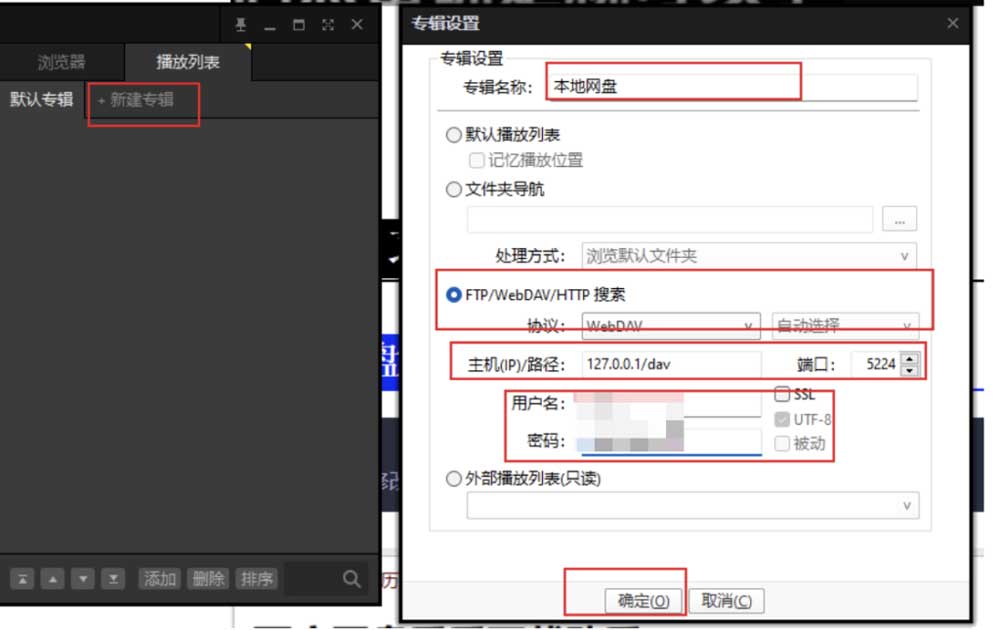 专辑设置
浏览器
播放列表
默认专辑
+ 新建专辑
专辑设置
专辑名称:
本地网盘
默认播放列表
记忆播放位置
文件夹导航
...
处理方式:
浏览默认文件夹
FTP/WebDAV/HTTP 搜索
协议:
WebDAV
自动选择
主机(IP)/路径:
127.0.0.1/dav
端口:
5224
用户名:
SSL
UTF-8
密码:
被动
外部播放列表(只读)
添加
删除
排序
确定(O)
取消(C)